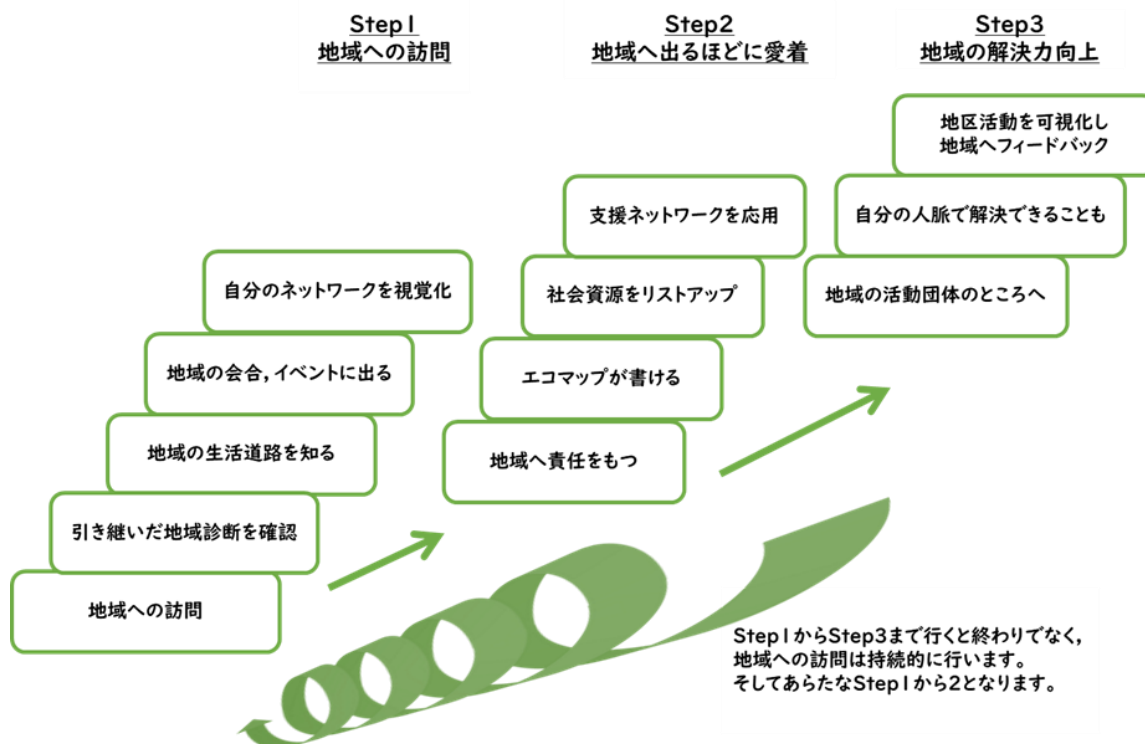 Step1
地域への訪問
Step2
地域へ出るほどに愛着
Step3
地域の解決力向上
自分のネットワークを視覚化
地域の会合,イベントに出る
地域の生活道路を知る
引き継いだ地域診断を確認
地域への訪問
支援ネットワークを応用
社会資源をリストアップ
エコマップが書ける
地域へ責任をもつ
地区活動を可視化し
地域へフィードバック
自分の人脈で解決できることも
地域の活動団体のところへ
Step1からStep3まで行くと終わりでなく,
地域への訪問は持続的に行います。
そしてあらたなStep1から2となります。